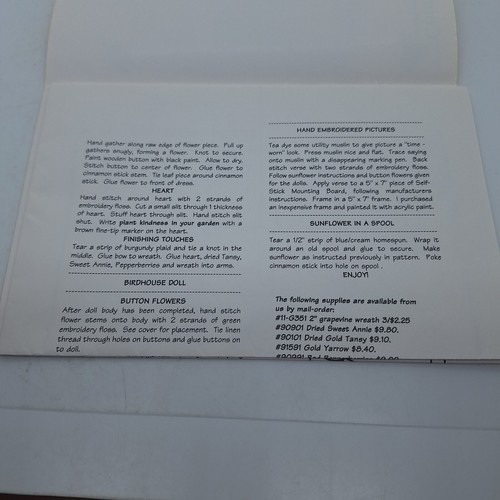 Hand gather along raw edge of flower piece. Pull up
gathers snugly, forming a flower. Knot to secure.
Paint wooden button with black paint. Allow to dry.
Stitch button to center of flower. Glue flower to
cinnamon stick stem. Tie leaf piece around cinnamon
stick. Glue flower to front of dress.
HEART
Hand stitch around heart with 2 strands of
embroidery floss. Cut a small slit through 1 thickness
of heart. Stuff heart through slit. Hand stitch slit
shut. Write plant kindness in your garden with a
brown fine-tip marker on the heart.
FINISHING TOUCHES
Tear a strip of burgundy plaid and tie a knot in the
middle. Glue bow to wreath. Glue heart, dried Tansy,
Sweet Annie, Pepperberries and wreath into arms.
BIRDHOUSE DOLL
BUTTON FLOWERS
After doll body has been completed, hand stitch
flower stems onto body with 2 strands of green
embroidery floss. See cover for placement. Tie linen
thread through holes on buttons and glue buttons on
to doll.
HAND EMBROIDERED PICTURES
Tea dye some utility muslin to give picture a "time -
worn" look. Press muslin nice and flat. Trace saying
onto muslin with a disappearing marking pen. Back
stitch verse with two strands of embroidery floss.
Follow sunflower instructions and button flowers given
for the dolls. Apply verse to a 5" x 7" piece of Self-
Stick Mounting Board, following manufacturers
instructions. Frame in a 5" x 7" frame. I purchased
an inexpensive frame and painted it with acrylic paint.
SUNFLOWER IN A SPOOL
Tear a 1/2" strip of blue/cream homespun. Wrap it
around an old spool and glue to secure. Make
sunflower as instructed previously in pattern. Poke
cinnamon stick into hole on spool .
ENJOY!
The following supplies are available from
us by mail-order:
#11-G351 2" grapevine wreath 3/$2.25
#90901 Dried Sweet Annie $9.80.
#90101 Dried Gold Tansy $9.10.
#91591 Gold Yarrow $8.40.